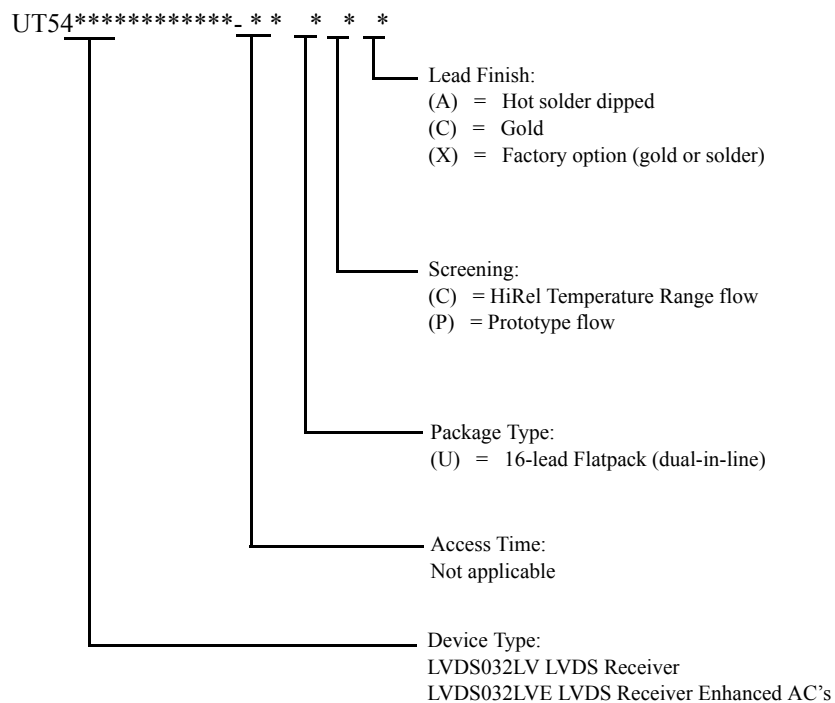 UT54************- * *   *   *   *
Lead Finish:
(A) = Hot solder dipped
(C) = Gold
(X) = Factory option (gold or solder)
Screening:
(C) = HiRel Temperature Range flow
(P) = Prototype flow
Package Type:
(U) = 16-lead Flatpack (dual-in-line)
Access Time:
Not applicable
Device Type:
LVDS032LV LVDS Receiver
LVDS032LVE LVDS Receiver Enhanced AC’s